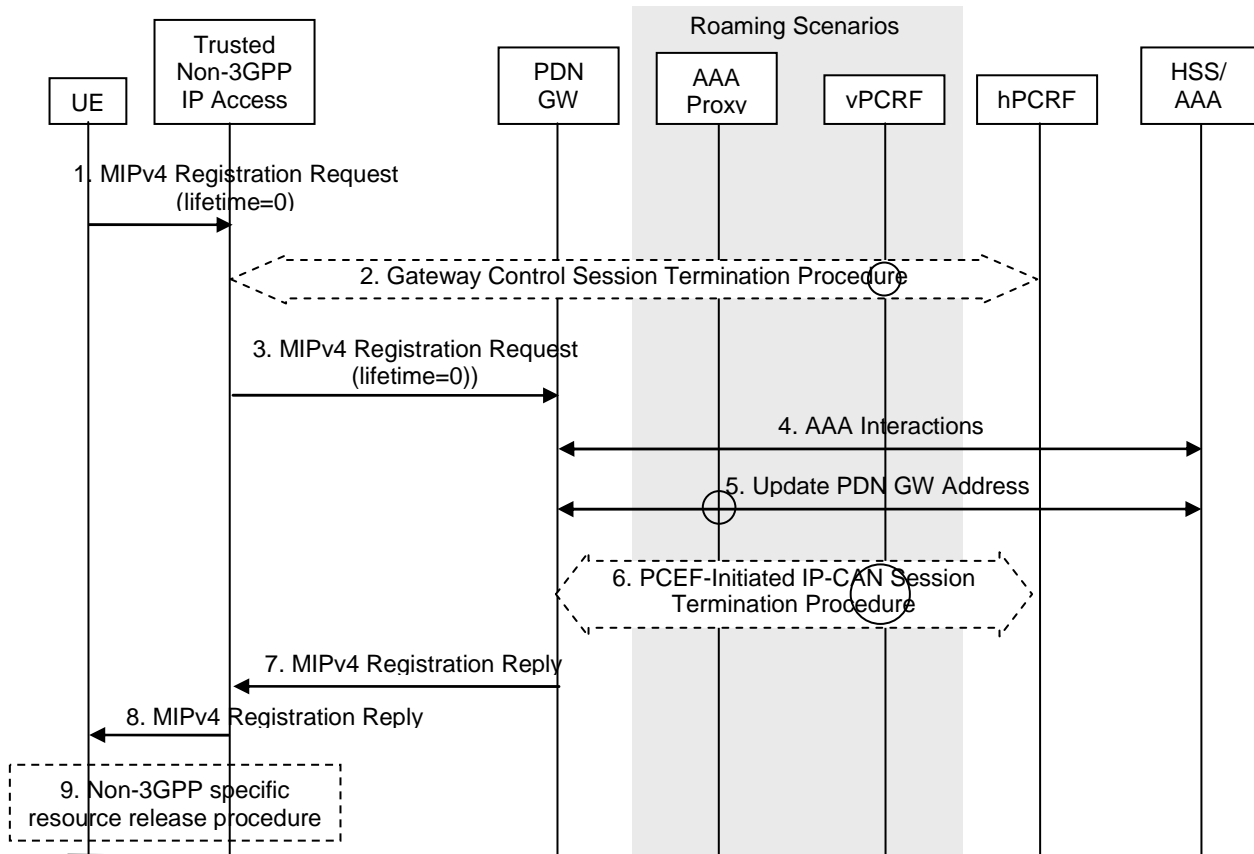 Roaming Scenarios
UE
Trusted
Non-3GPP
IP Access
PDN
GW
AAA
Proxy
vPCRF
hPCRF
HSS/
AAA
1. MIPv4 Registration Request
(lifetime=0)
2. Gateway Control Session Termination Procedure
3. MIPv4 Registration Request
(lifetime=0))
4. AAA Interactions
5. Update PDN GW Address
6. PCEF-Initiated IP-CAN Session
Termination Procedure
7. MIPv4 Registration Reply
8. MIPv4 Registration Reply
9. Non-3GPP specific
resource release procedure